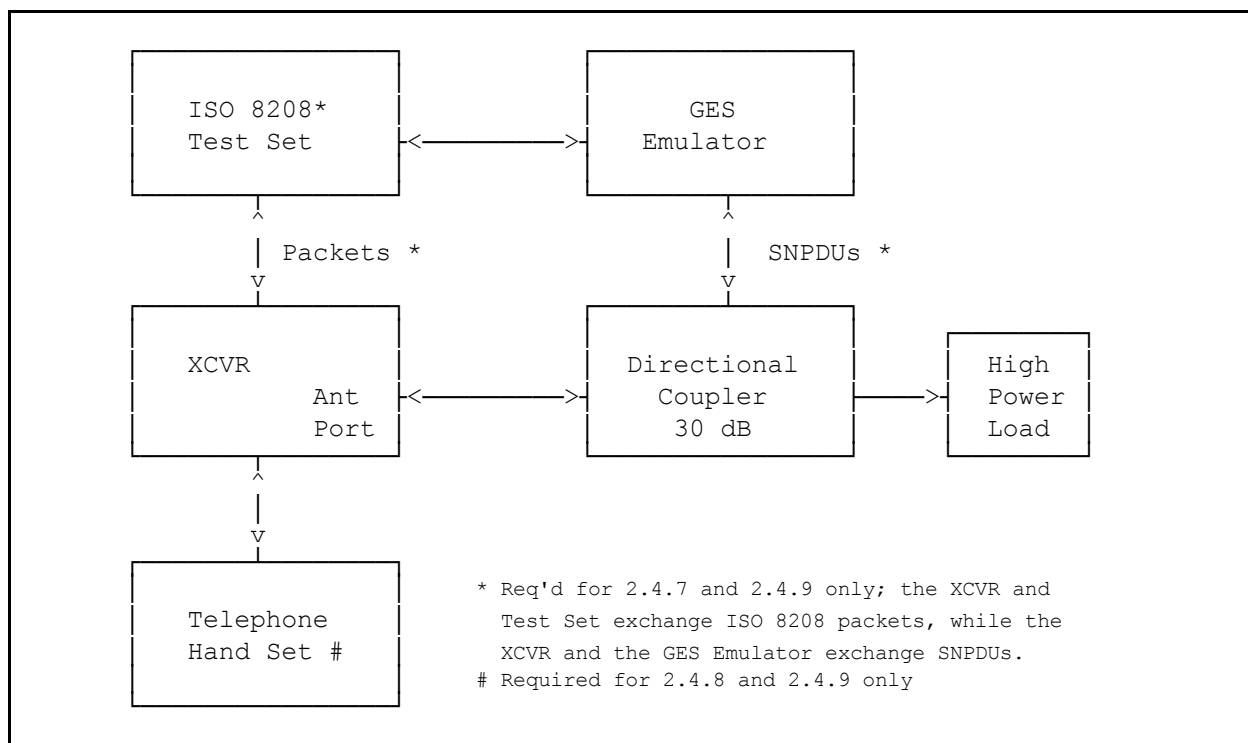 ISO 8208*
Test Set
GES
Emulator
Packets *
SNPDUs *
XCVR
Ant
Port
Directional
Coupler
30 dB
High
Power
Load
Telephone
Hand Set #
* Req'd for 2.4.7 and 2.4.9 only; the XCVR and
Test Set exchange ISO 8208 packets, while the
XCVR and the GES Emulator exchange SNPDUs.
# Required for 2.4.8 and 2.4.9 only